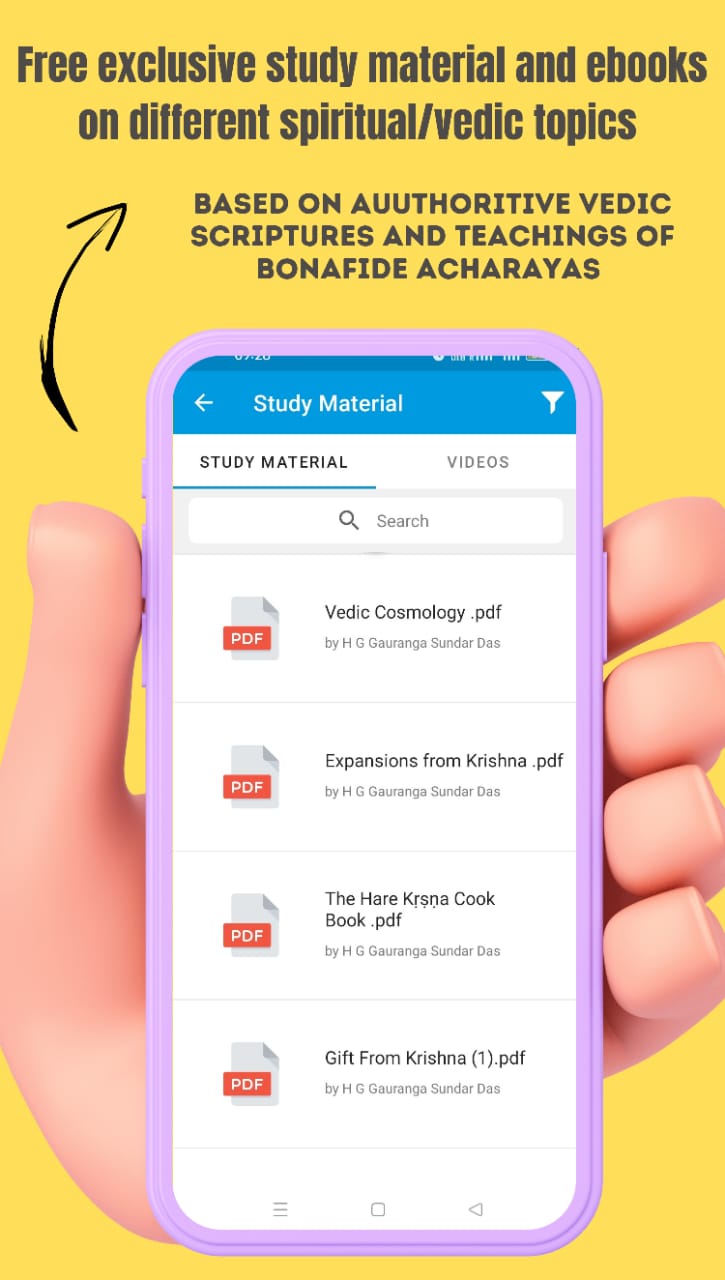 Free exclusive study material and ebooks
on different spiritual/vedic topics
BASED ON AUUTHORITIVE VEDIC
SCRIPTURES AND TEACHINGS OF
BONAFIDE ACHARAYAS
Study Material
STUDY MATERIAL
VIDEOS
Search
PDF
Vedic Cosmology .pdf
by H G Gauranga Sundar Das
PDF
Expansions from Krishna .pdf
by H G Gauranga Sundar Das
PDF
The Hare Kṛṣṇa Cook
Book .pdf
by H G Gauranga Sundar Das
PDF
Gift From Krishna (1).pdf
by H G Gauranga Sundar Das